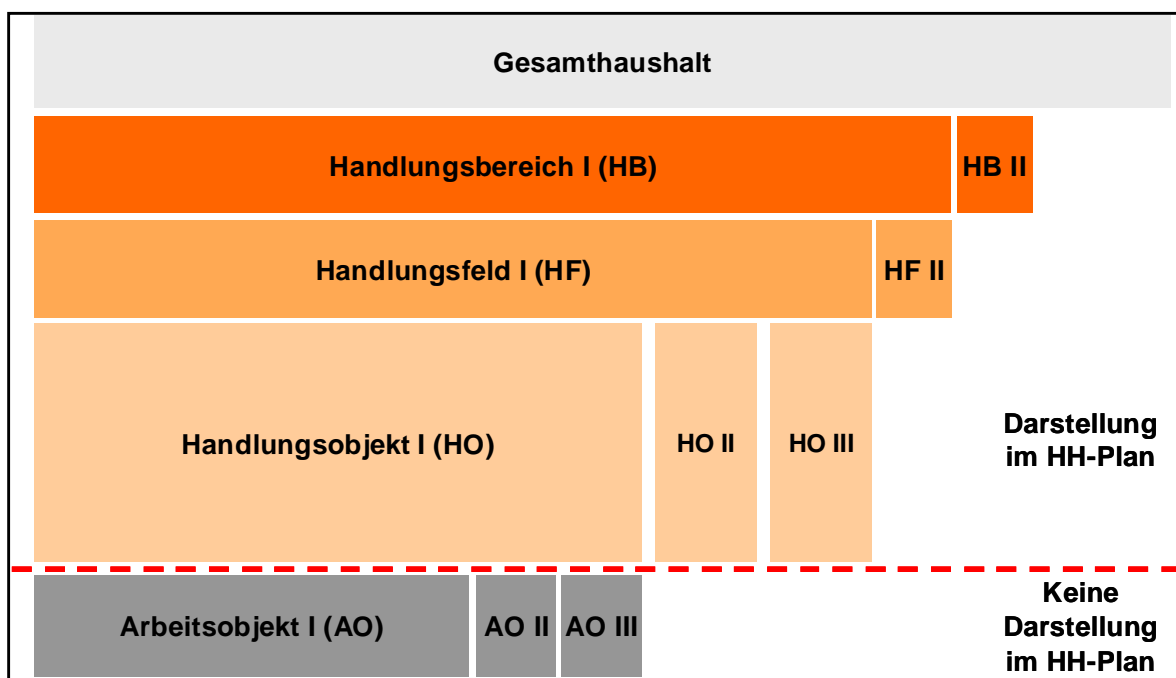 Gesamthaushalt
Handlungsbereich I (HB)
HB II
Handlungsfeld I (HF)
HF II
Handlungsobjekt I (HO)
HO II
HO III
Darstellung
im HH-Plan
Arbeitsobjekt I (AO)
AO II
AO III
Keine
Darstellung
im HH-Plan